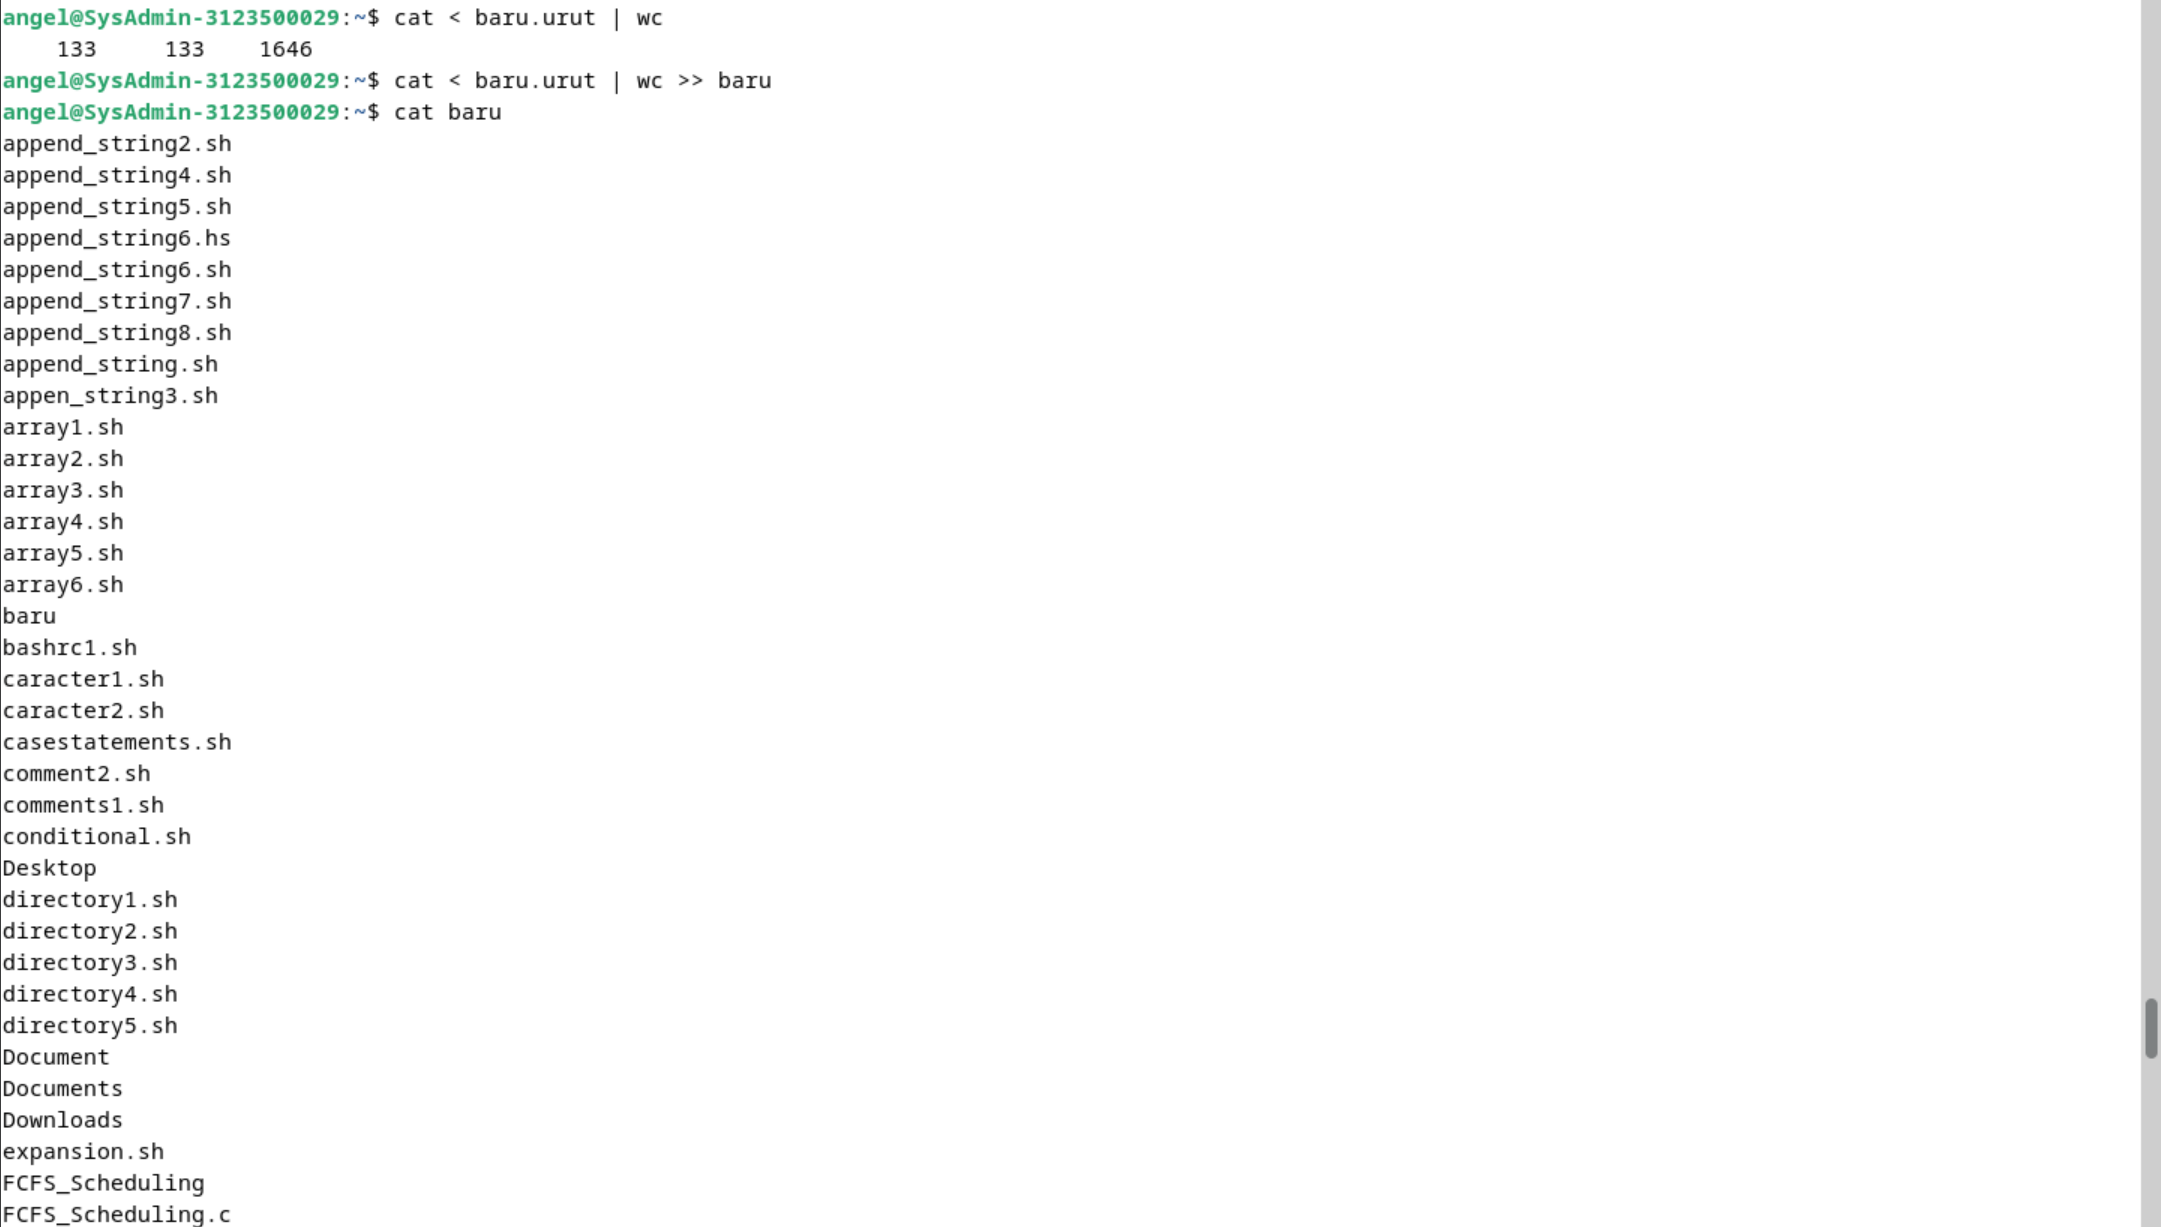 angel@SysAdmin-3123500029:~$ cat < baru.urut | wc
    133     133    1646
angel@SysAdmin-3123500029:~$ cat < baru.urut | wc >> baru
angel@SysAdmin-3123500029:~$ cat baru
append_string2.sh
append_string4.sh
append_string5.sh
append_string6.hs
append_string6.sh
append_string7.sh
append_string8.sh
append_string.sh
appen_string3.sh
array1.sh
array2.sh
array3.sh
array4.sh
array5.sh
array6.sh
baru
bashrc1.sh
caracter1.sh
caracter2.sh
casestatements.sh
comment2.sh
comments1.sh
conditional.sh
Desktop
directory1.sh
directory2.sh
directory3.sh
directory4.sh
directory5.sh
Document
Documents
Downloads
expansion.sh
FCFS_Scheduling
FCFS_Scheduling.c